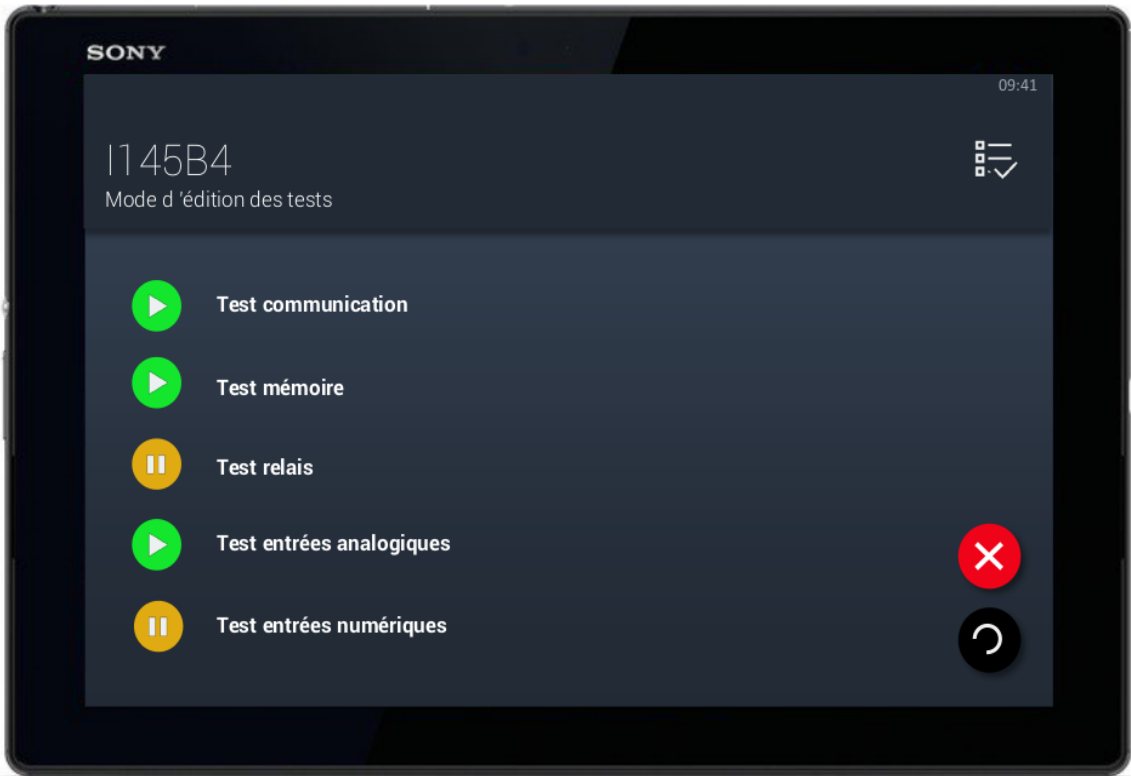 SONY
09:41
I145B4
Mode d 'édition des tests
Test communication
Test mémoire
Test relais
Test entrées analogiques
Test entrées numériques